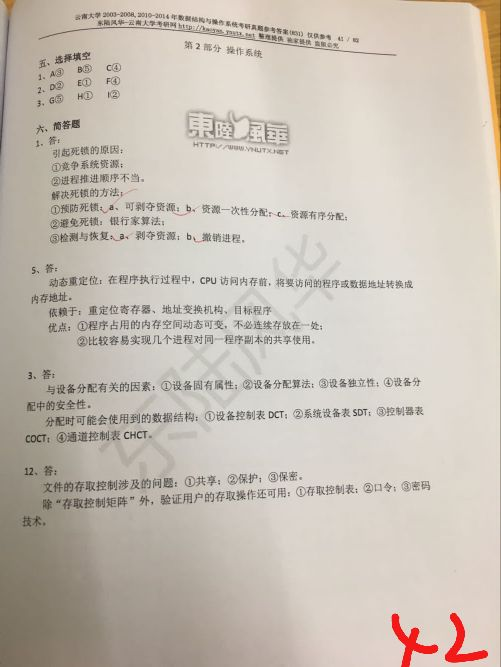 云南大学 2003-2008, 2010-2014 年数据结构与操作系统考研真题参考答案(831) 仅供参考 41 / 82
东陆风华-云南大学考研网 http://kaoyan.ynutx.net 整理提供 独家提供 盗版必究
第 2 部分 操作系统
五、选择填空
1、A③ B⑤ C④
2、D② E① F④
3、G⑤ H① I②
東陸風華
HTTP://WWW.YNUTX.NET
六、简答题
1、答：
引起死锁的原因：
①竞争系统资源；
②进程推进顺序不当。
解决死锁的方法：
①预防死锁：a、可剥夺资源；b、资源一次性分配；c、资源有序分配；
②避免死锁：银行家算法；
③检测与恢复：a、剥夺资源；b、撤销进程。
5、答：
动态重定位：在程序执行过程中，CPU 访问内存前，将要访问的程序或数据地址转换成
内存地址。
依赖于：重定位寄存器、地址变换机构、目标程序
优点：①程序占用的内存空间动态可变，不必连续存放在一处；
②比较容易实现几个进程对同一程序副本的共享使用。
3、答：
与设备分配有关的因素：①设备固有属性；②设备分配算法；③设备独立性；④设备分
配中的安全性。
分配时可能会使用到的数据结构：①设备控制表 DCT；②系统设备表 SDT；③控制器表
COCT；④通道控制表 CHCT。
12、答：
文件的存取控制涉及的问题：①共享；②保护；③保密。
除“存取控制矩阵”外，验证用户的存取操作还可用：①存取控制表；②口令；③密码
技术。
东陆风华
42